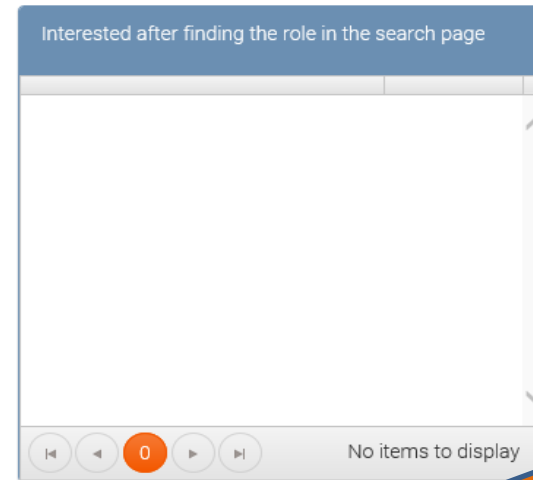 Interested after finding the role in the search page
0
No items to display